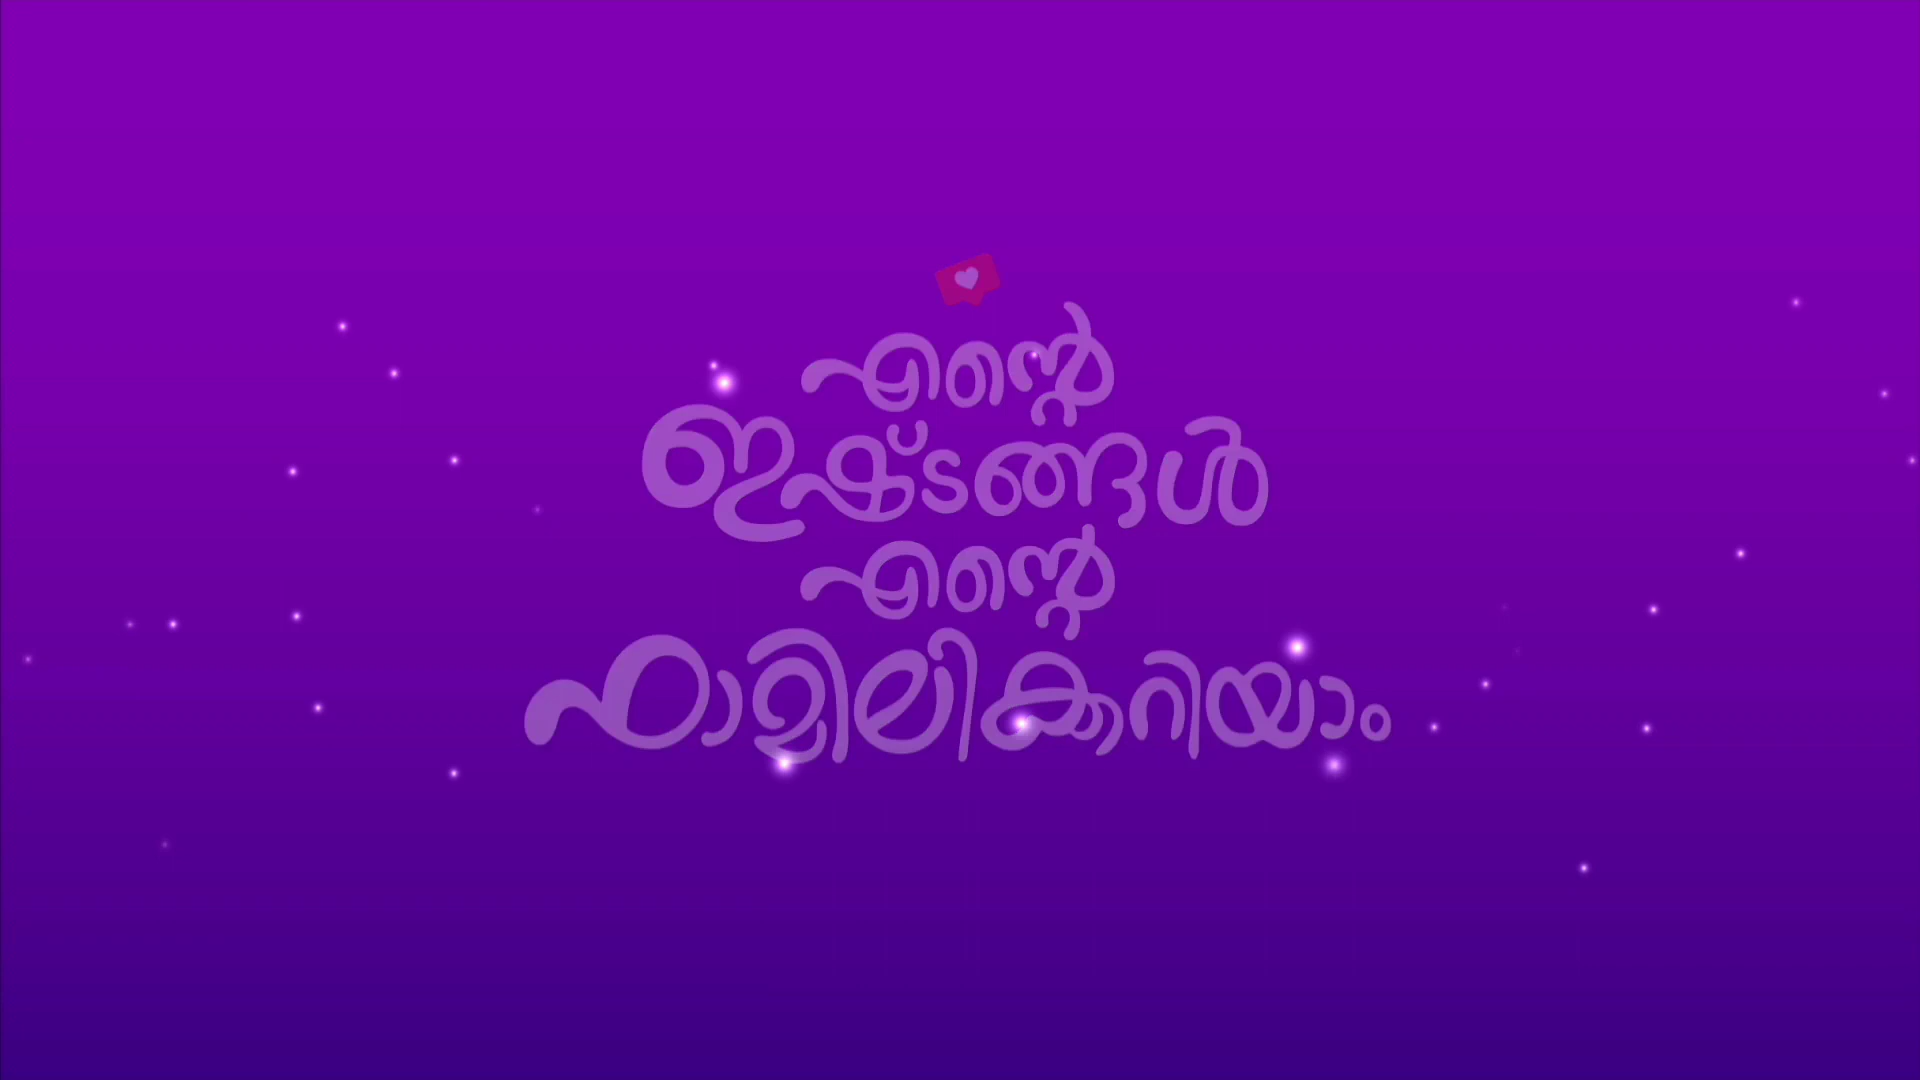 എന്റെ
ഇഷ്ടങ്ങൾ
എന്റെ
ഫാമിലിക്കറിയാം